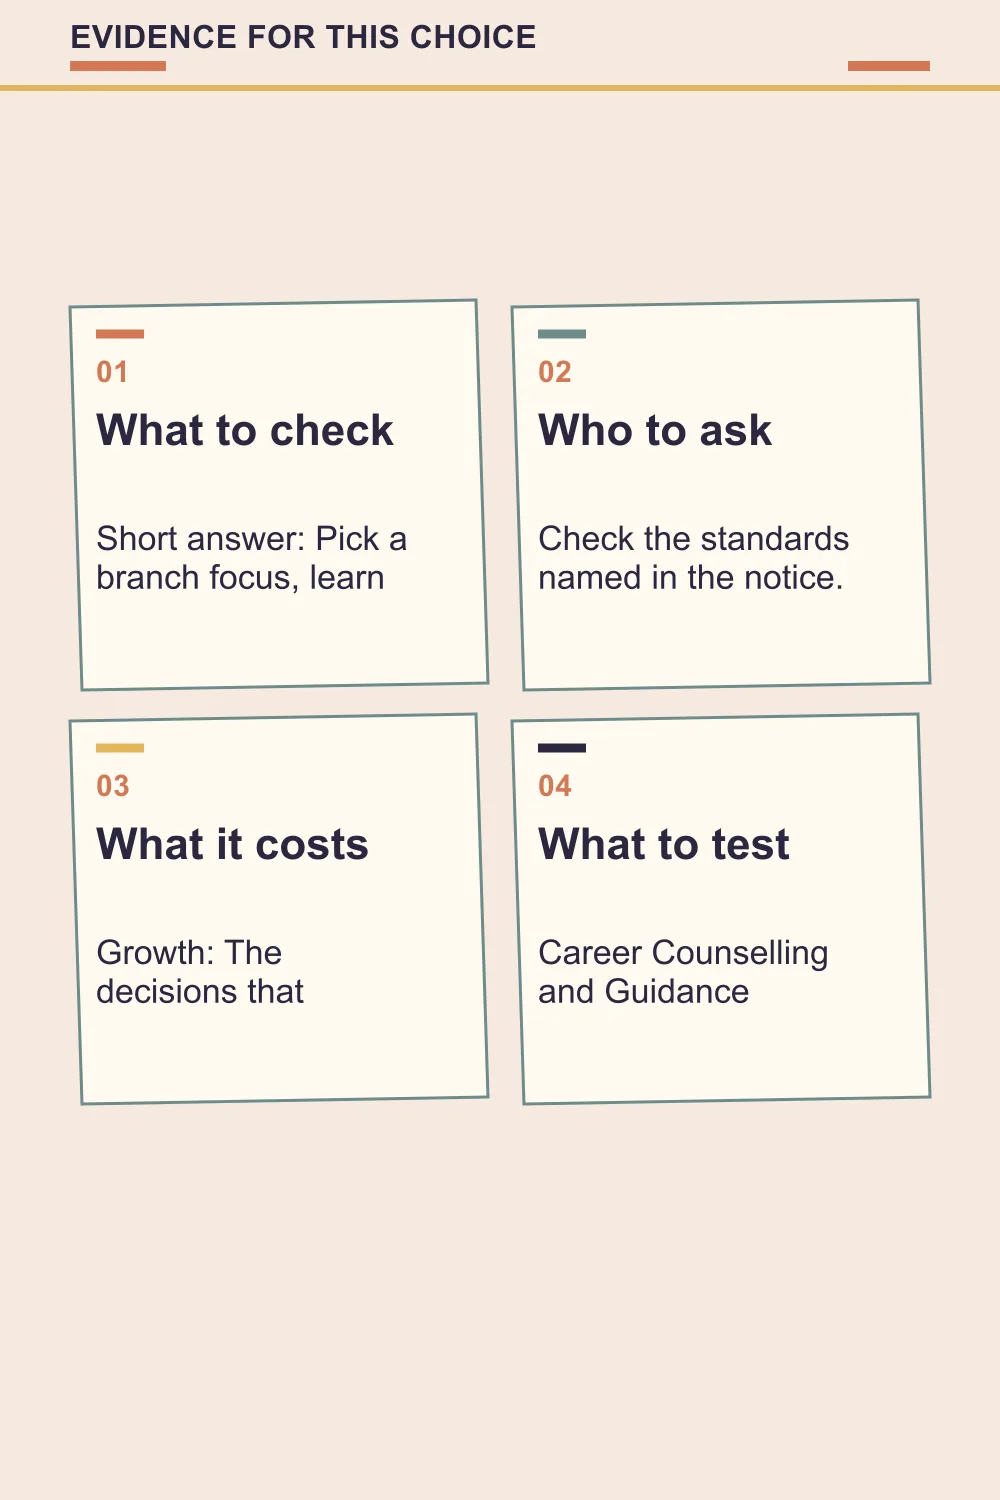 EVIDENCE FOR THIS CHOICE
01
What to check
Short answer: Pick a
branch focus, learn
02
Who to ask
Check the standards
named in the notice.
03
What it costs
Growth: The
decisions that
04
What to test
Career Counselling
and Guidance